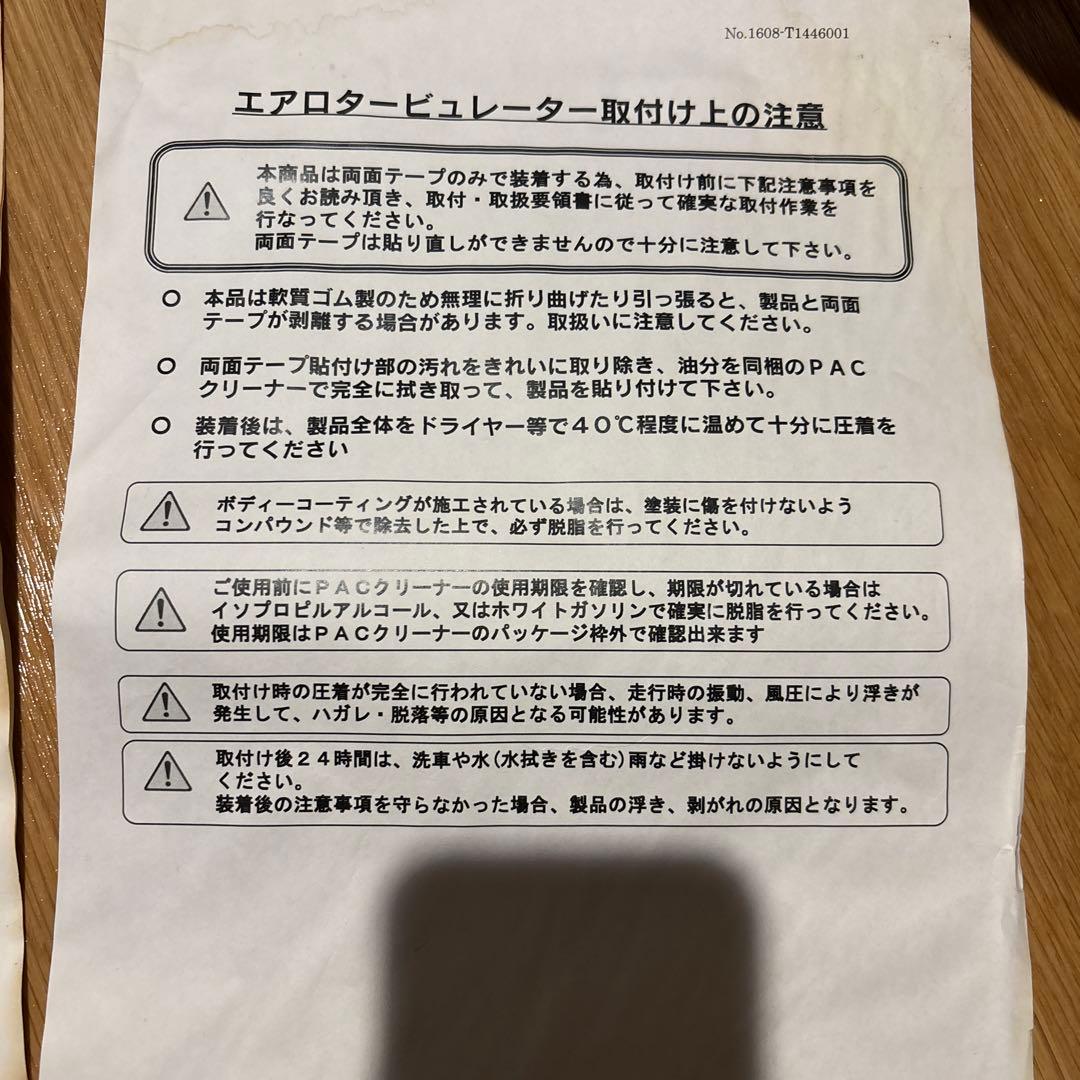 No.1608-T1446001
エアロタービュレーター取付け上の注意
本商品は両面テープのみで装着する為、取付け前に下記注意事項を
良くお読み頂き、取付・取扱要領書に従って確実な取付作業を
行なってください。
両面テープは貼り直しができませんので十分に注意して下さい。
○ 本品は軟質ゴム製のため無理に折り曲げたり引っ張ると、製品と両面
テープが剥離する場合があります。取扱いに注意してください。
○ 両面テープ貼付け部の汚れをきれいに取り除き、油分を同梱のPAC
クリーナーで完全に拭き取って、製品を貼り付けて下さい。
○ 装着後は、製品全体をドライヤー等で40℃程度に温めて十分に圧着を
行ってください
ボディーコーティングが施工されている場合は、塗装に傷を付けないよう
コンパウンド等で除去した上で、必ず脱脂を行ってください。
ご使用前にPACクリーナーの使用期限を確認し、期限が切れている場合は
イソプロピルアルコール、又はホワイトガソリンで確実に脱脂を行ってください。
使用期限はPACクリーナーのパッケージ枠外で確認出来ます
取付け時の圧着が完全に行われていない場合、走行時の振動、風圧により浮きが
発生して、ハガレ・脱落等の原因となる可能性があります。
取付け後24時間は、洗車や水(水拭きを含む)雨など掛けないようにして
ください。
装着後の注意事項を守らなかった場合、製品の浮き、剥がれの原因となります。